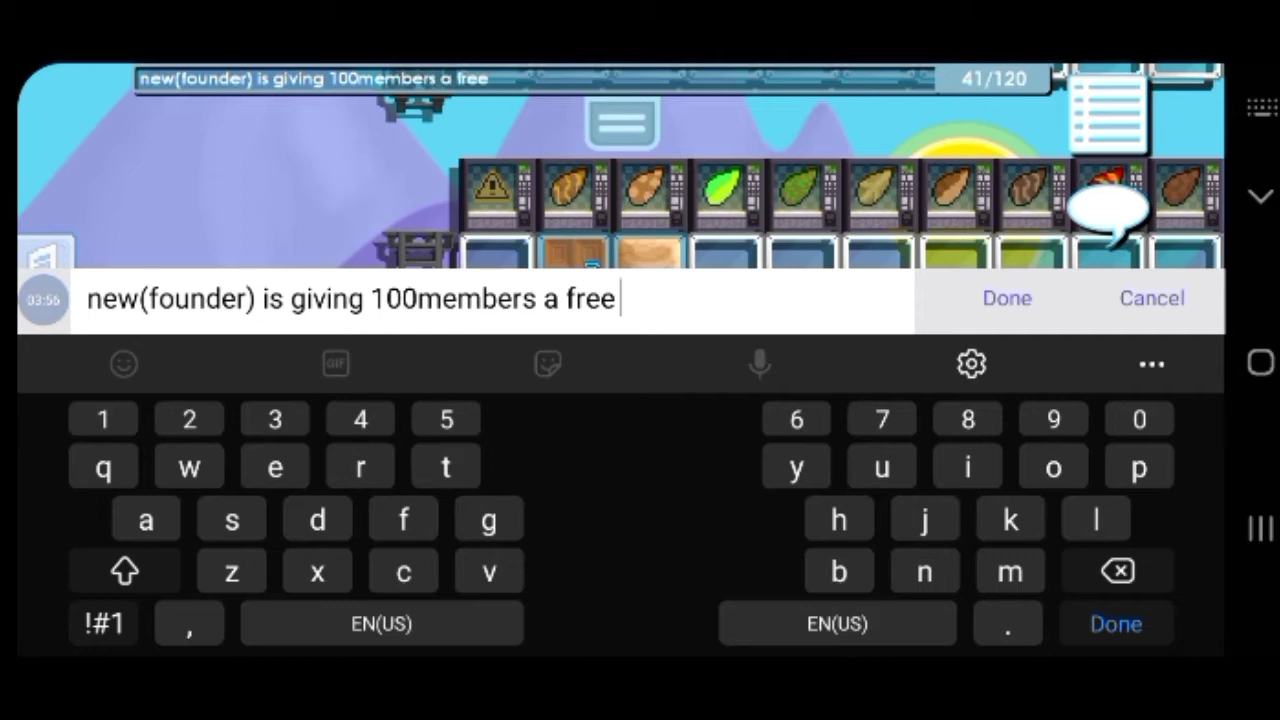 new(founder) is giving 100members a free
41/120
03:56
new(founder) is giving 100members a free
Done
Cancel
GIF
1 2 3 4 5 6 7 8 9 0
q w e r t y u i o p
a s d f g h j k l
z x c v b n m
!#1 , EN(US) EN(US) . Done